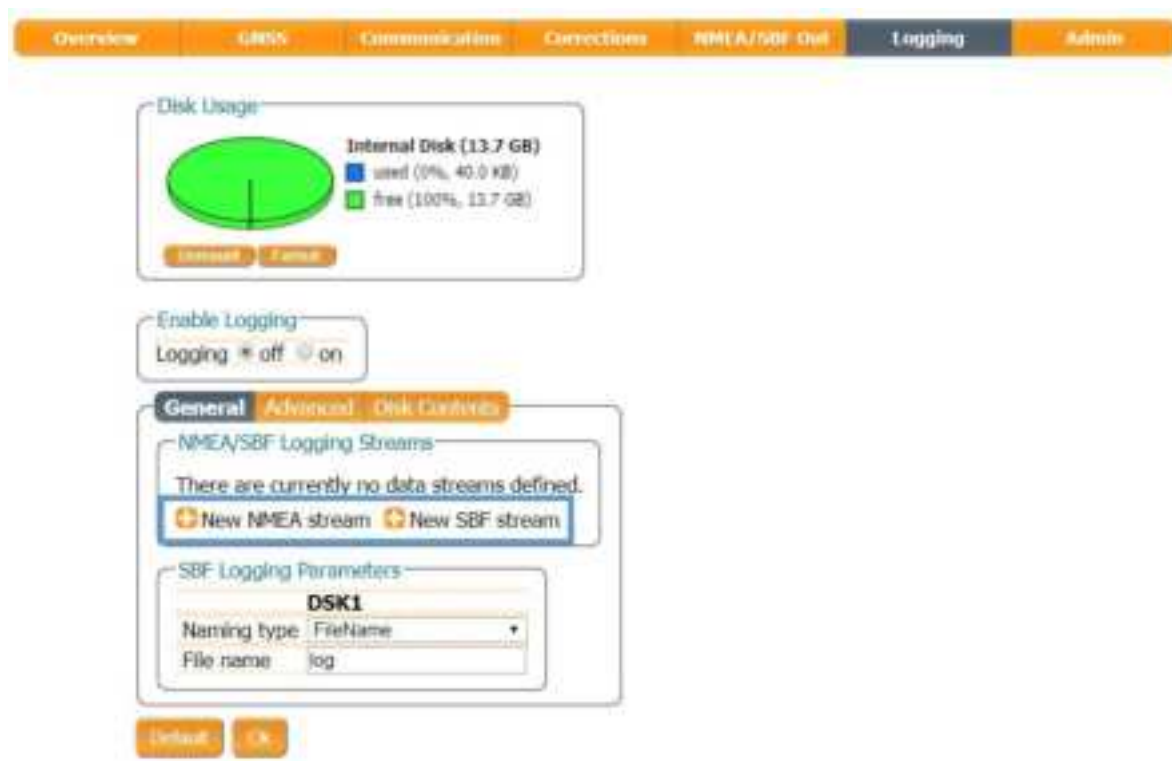 Overview GNSS Communication Corrections NMEA/SBF Out Logging Admin
Disk Usage
Internal Disk (13.7 GB)
used (0%, 40.0 KB)
free (100%, 13.7 GB)
Unmount Format
Enable Logging
Logging off on
General Advanced Disk Contents
NMEA/SBF Logging Streams
There are currently no data streams defined.
New NMEA stream New SBF stream
SBF Logging Parameters
DSK1
Naming type FileName
File name log
Default Ok